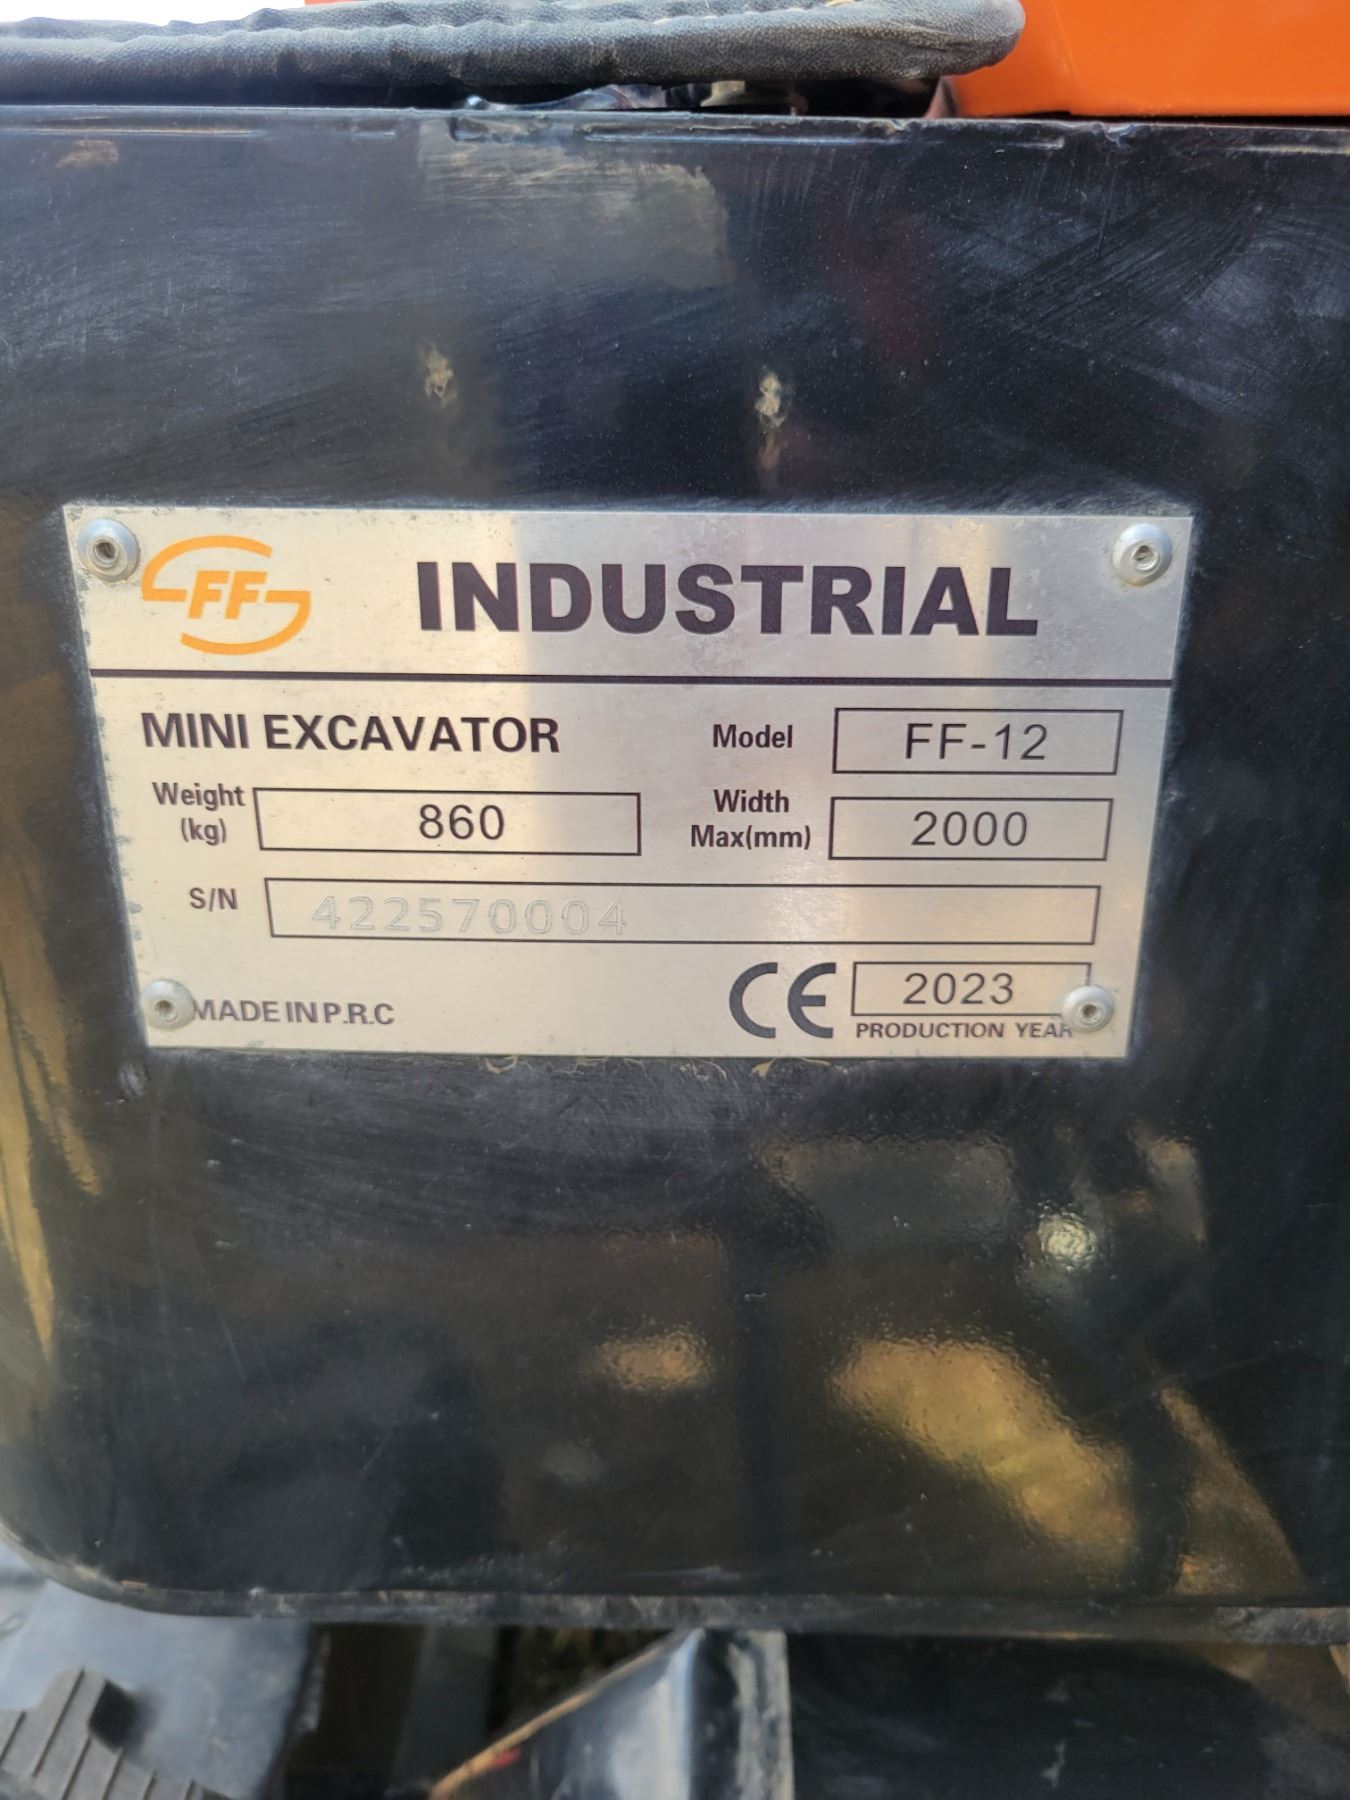 FF INDUSTRIAL
MINI EXCAVATOR Model FF-12
Weight (kg) 860 Width Max(mm) 2000
S/N 422570004
MADE IN P.R.C CE 2023
PRODUCTION YEAR